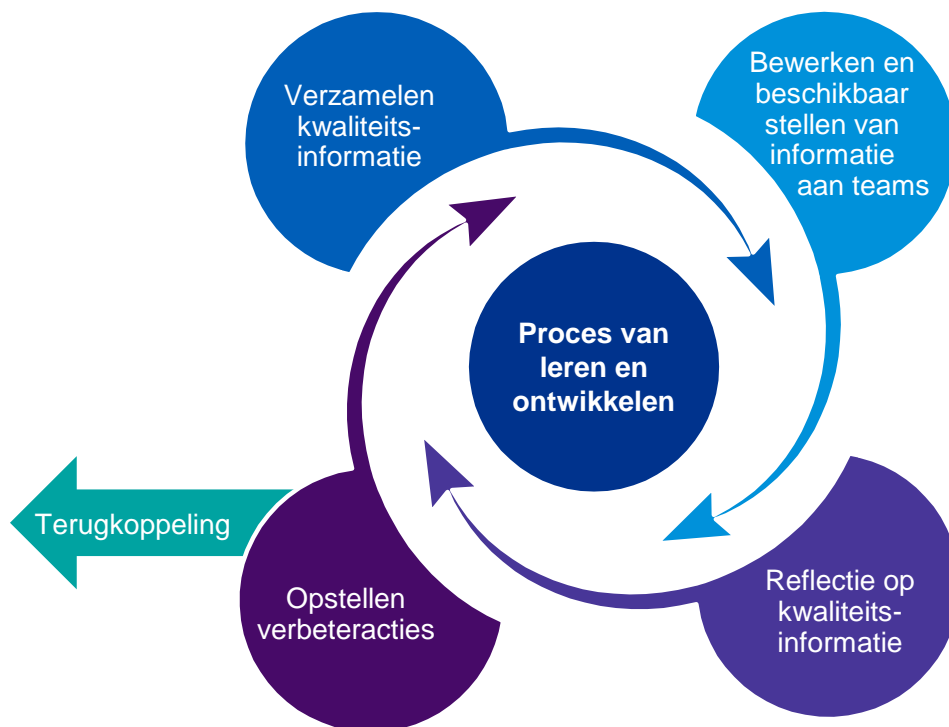 Verzamelen
kwaliteits-
informatie
Bewerken en
beschikbaar
stellen van
informatie
aan teams
Proces van
leren en
ontwikkelen
Terugkoppeling
Opstellen
verbeteracties
Reflectie op
kwaliteits-
informatie